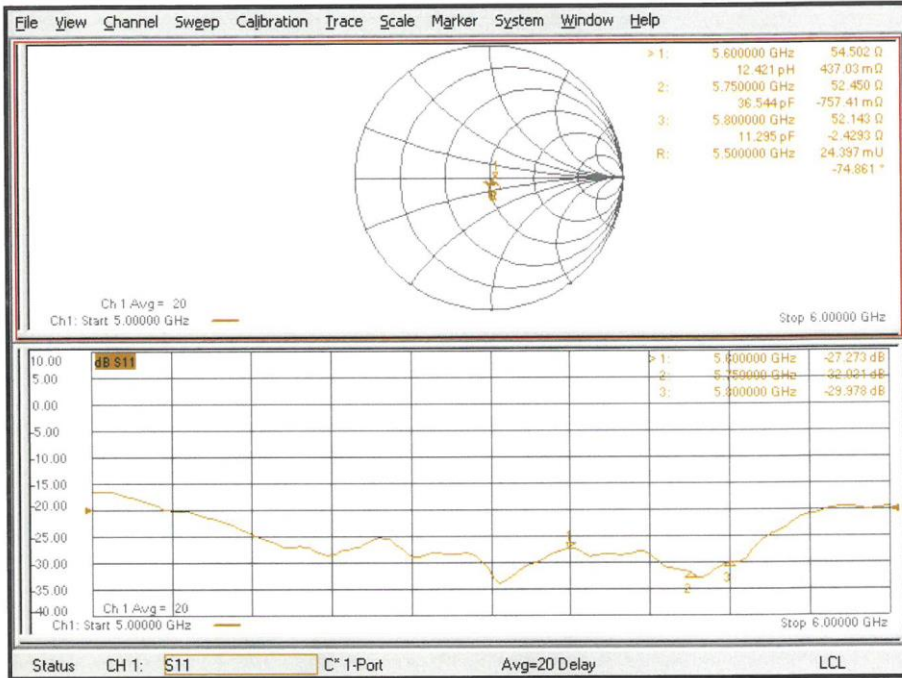 File View Channel Sweep Calibration Trace Scale Marker System Window Help
> 1: 5.600000 GHz 54.502 Ω
12.421 pH 437.03 mΩ
2: 5.750000 GHz 52.450 Ω
36.544 pF -757.41 mΩ
3: 5.800000 GHz 52.143 Ω
11.295 pF -2.4293 Ω
R: 5.500000 GHz 24.397 mU
-74.861 °
1
Ch 1 Avg = 20
Ch1: Start 5.00000 GHz Stop 6.00000 GHz
10.00 dB S11 > 1: 5.600000 GHz -27.273 dB
5.00 2: 5.750000 GHz -32.031 dB
0.00 3: 5.800000 GHz -29.978 dB
-5.00
-10.00
-15.00
-20.00
-25.00
1
-30.00
2 3
-35.00
-40.00 Ch 1 Avg = 20
Ch1: Start 5.00000 GHz Stop 6.00000 GHz
Status CH 1: S11 C* 1-Port Avg=20 Delay LCL